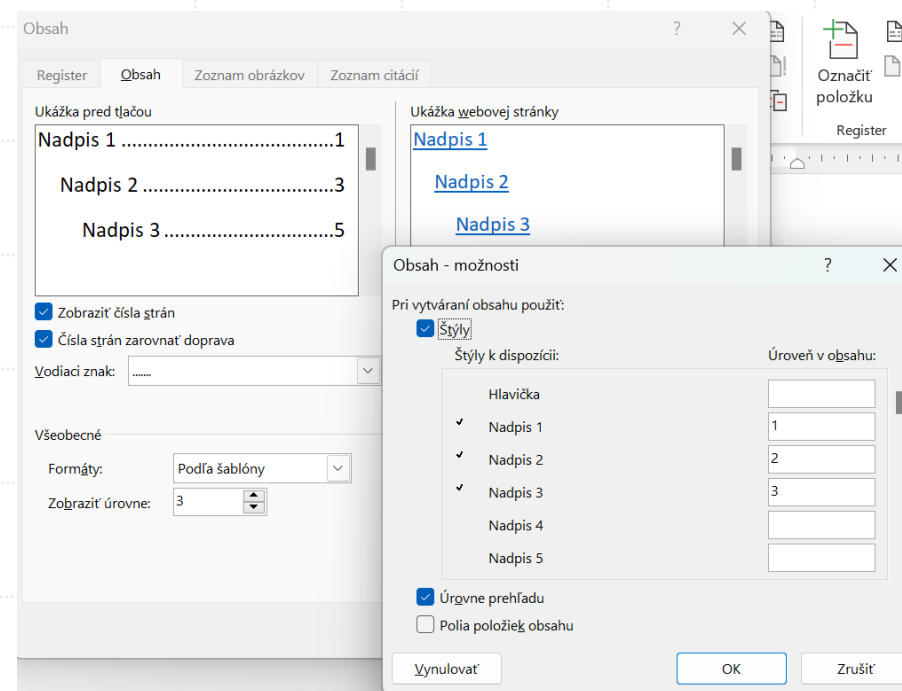 Obsah
?
Register
Obsah
Zoznam obrázkov
Zoznam citácií
Ukážka pred tlačou
Nadpis 1 ........................................1
Nadpis 2 ....................................3
Nadpis 3 ................................5
Ukážka webovej stránky
Nadpis 1
Nadpis 2
Nadpis 3
Zobraziť čísla strán
Čísla strán zarovnať doprava
Vodiaci znak: .......
Všeobecné
Formáty: Podľa šablóny
Zobraziť úrovne: 3
Označiť
položku
Register
Obsah - možnosti
?
Pri vytváraní obsahu použiť:
Štýly
Štýly k dispozícii: Úroveň v obsahu:
Hlavička
Nadpis 1 1
Nadpis 2 2
Nadpis 3 3
Nadpis 4
Nadpis 5
Úrovne prehľadu
Polia položiek obsahu
Vynulovať
OK
Zrušiť